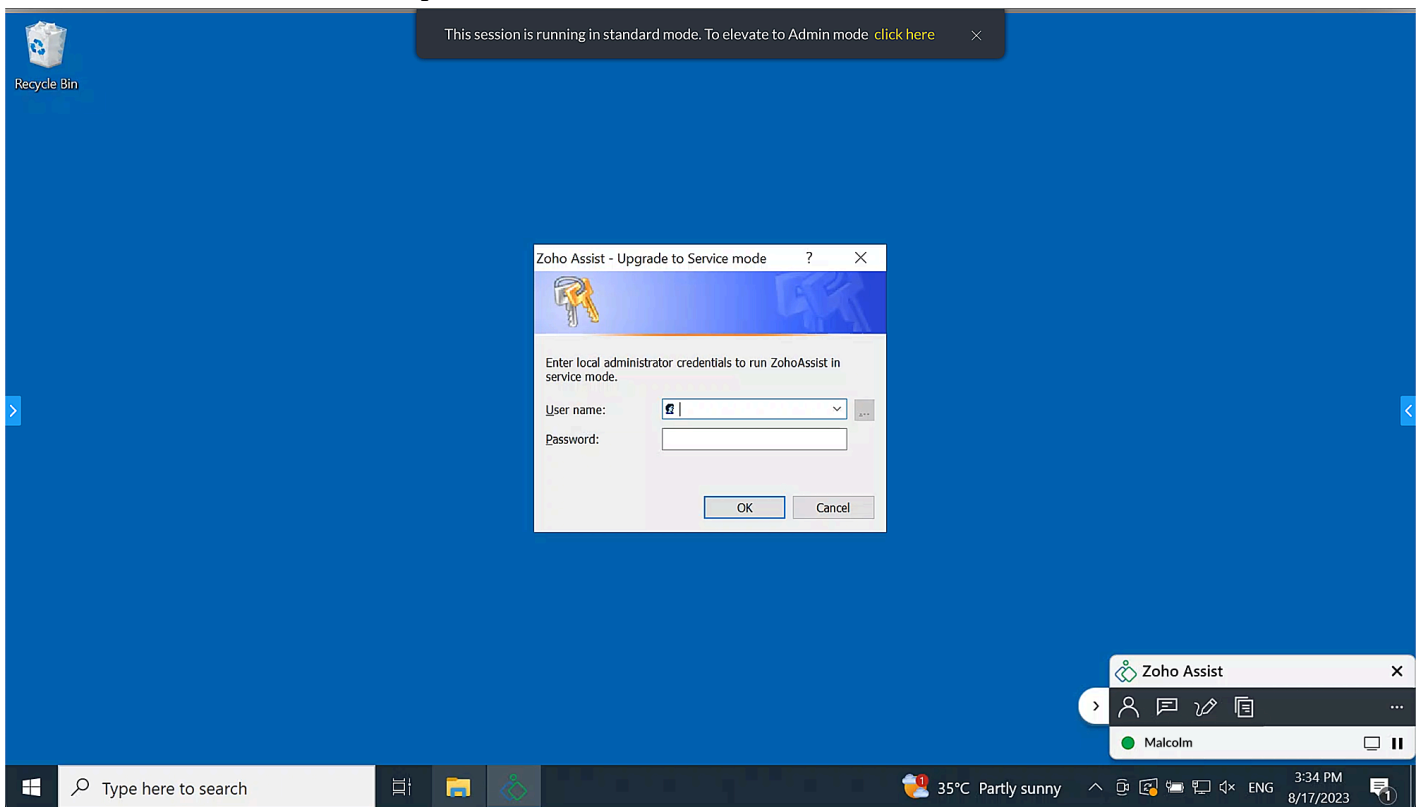 This session is running in standard mode. To elevate to Admin mode click here
Recycle Bin
Zoho Assist - Upgrade to Service mode
Enter local administrator credentials to run ZohoAssist in
service mode.
User name:
Password:
OK Cancel
Zoho Assist
Malcolm
Type here to search
1
35°C Partly sunny
ENG
3:34 PM
8/17/2023
1